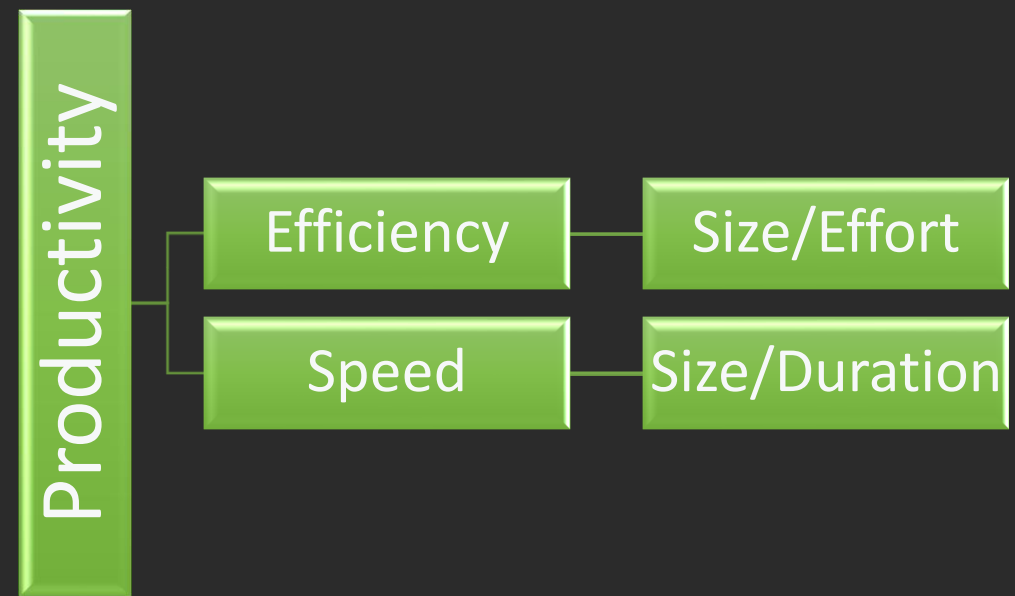 Productivity
Efficiency
Size/Effort
Speed
Size/Duration